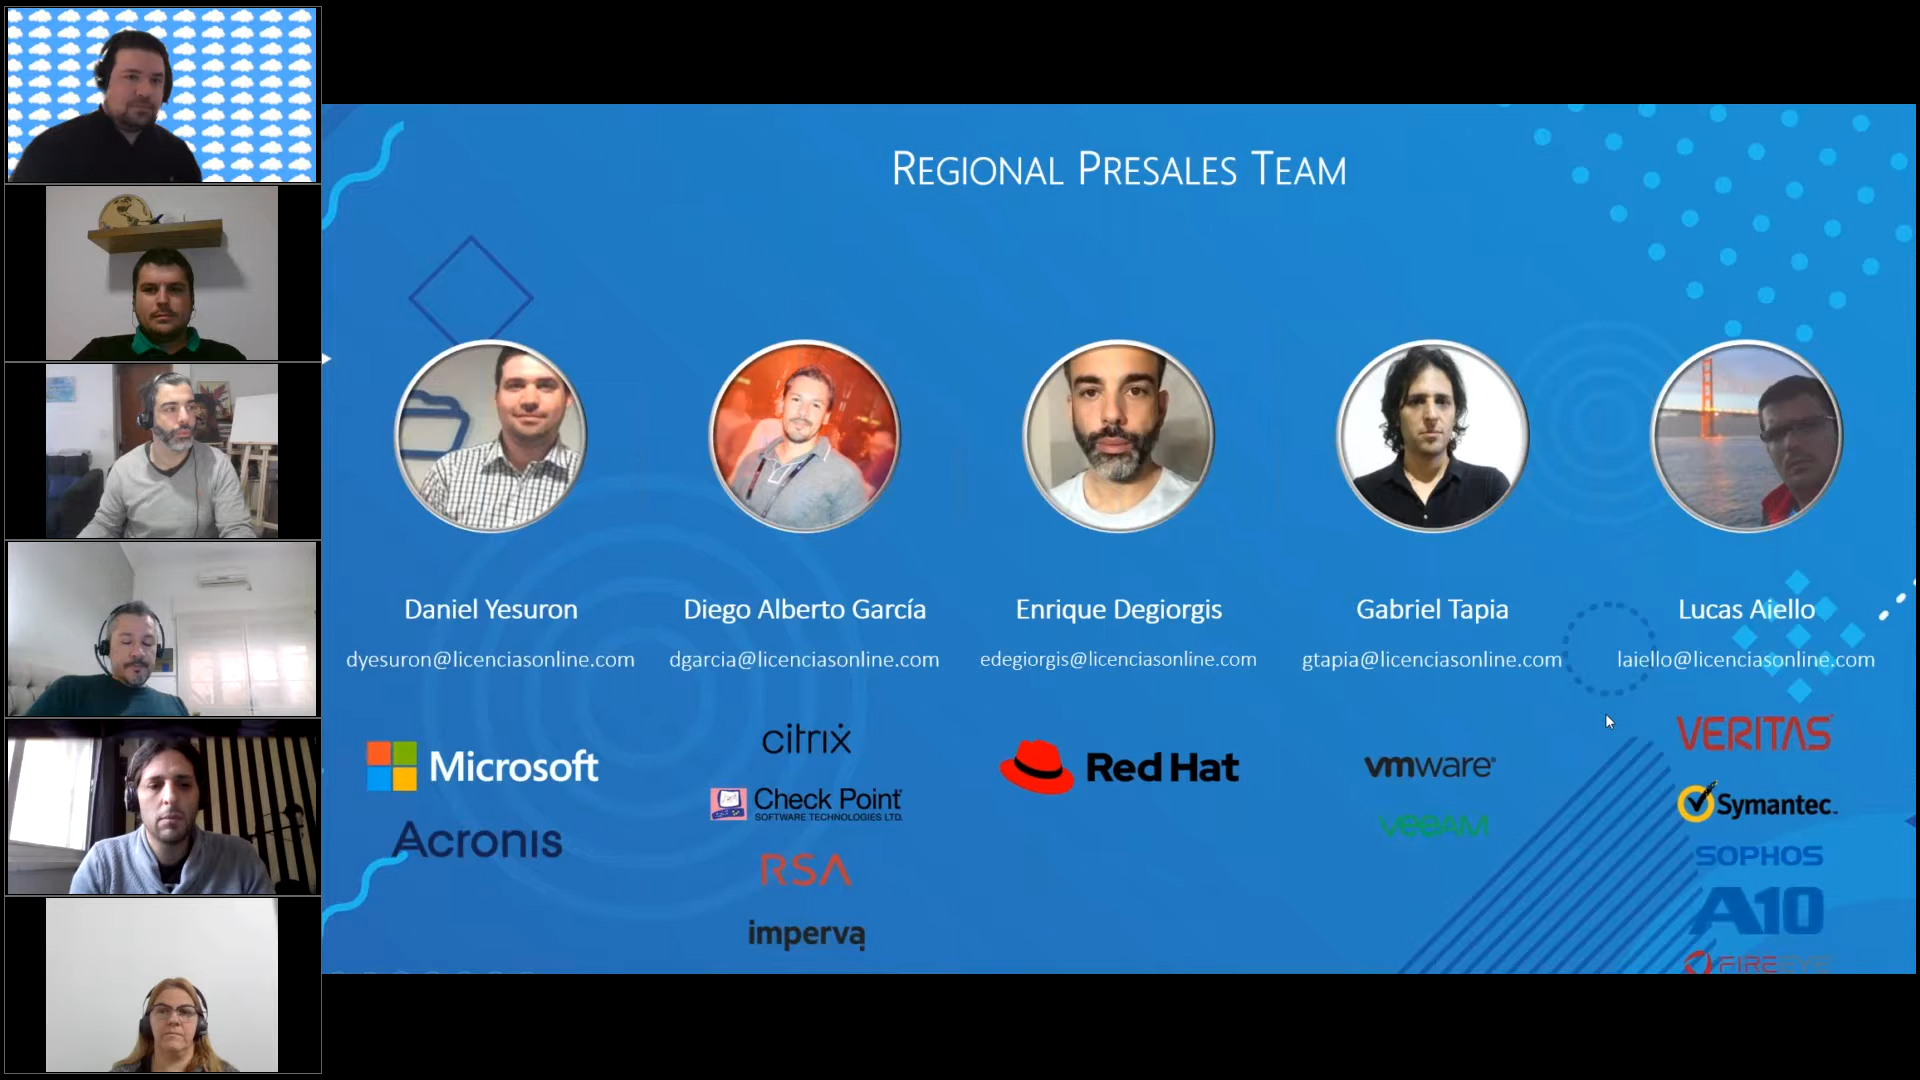 REGIONAL PRESALES TEAM
Daniel Yesuron
dyesuron@licenciasonline.com
Microsoft
Acronis
Diego Alberto García
dgarcia@licenciasonline.com
citrix
Check Point
SOFTWARE TECHNOLOGIES LTD.
RSA
imperva
Enrique Degiorgis
edegiorgis@licenciasonline.com
Red Hat
Gabriel Tapia
gtapia@licenciasonline.com
vmware
veeAM
Lucas Aiello
laiello@licenciasonline.com
VERITAS
Symantec
SOPHOS
A10
FIREEYE